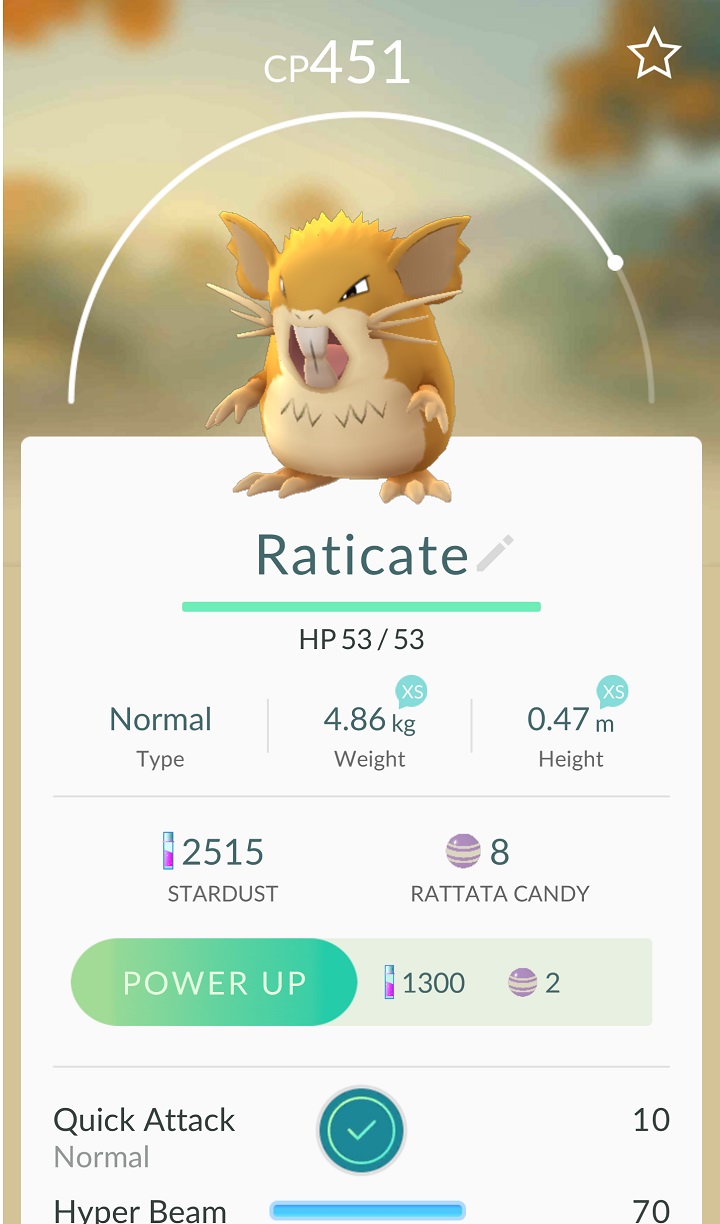 CP451
Raticate
HP 53 / 53
XS XS
Normal 4.86 kg 0.47 m
Type Weight Height
2515 8
STARDUST RATTATA CANDY
POWER UP 1300 2
Quick Attack 10
Normal
Hyper Beam 70